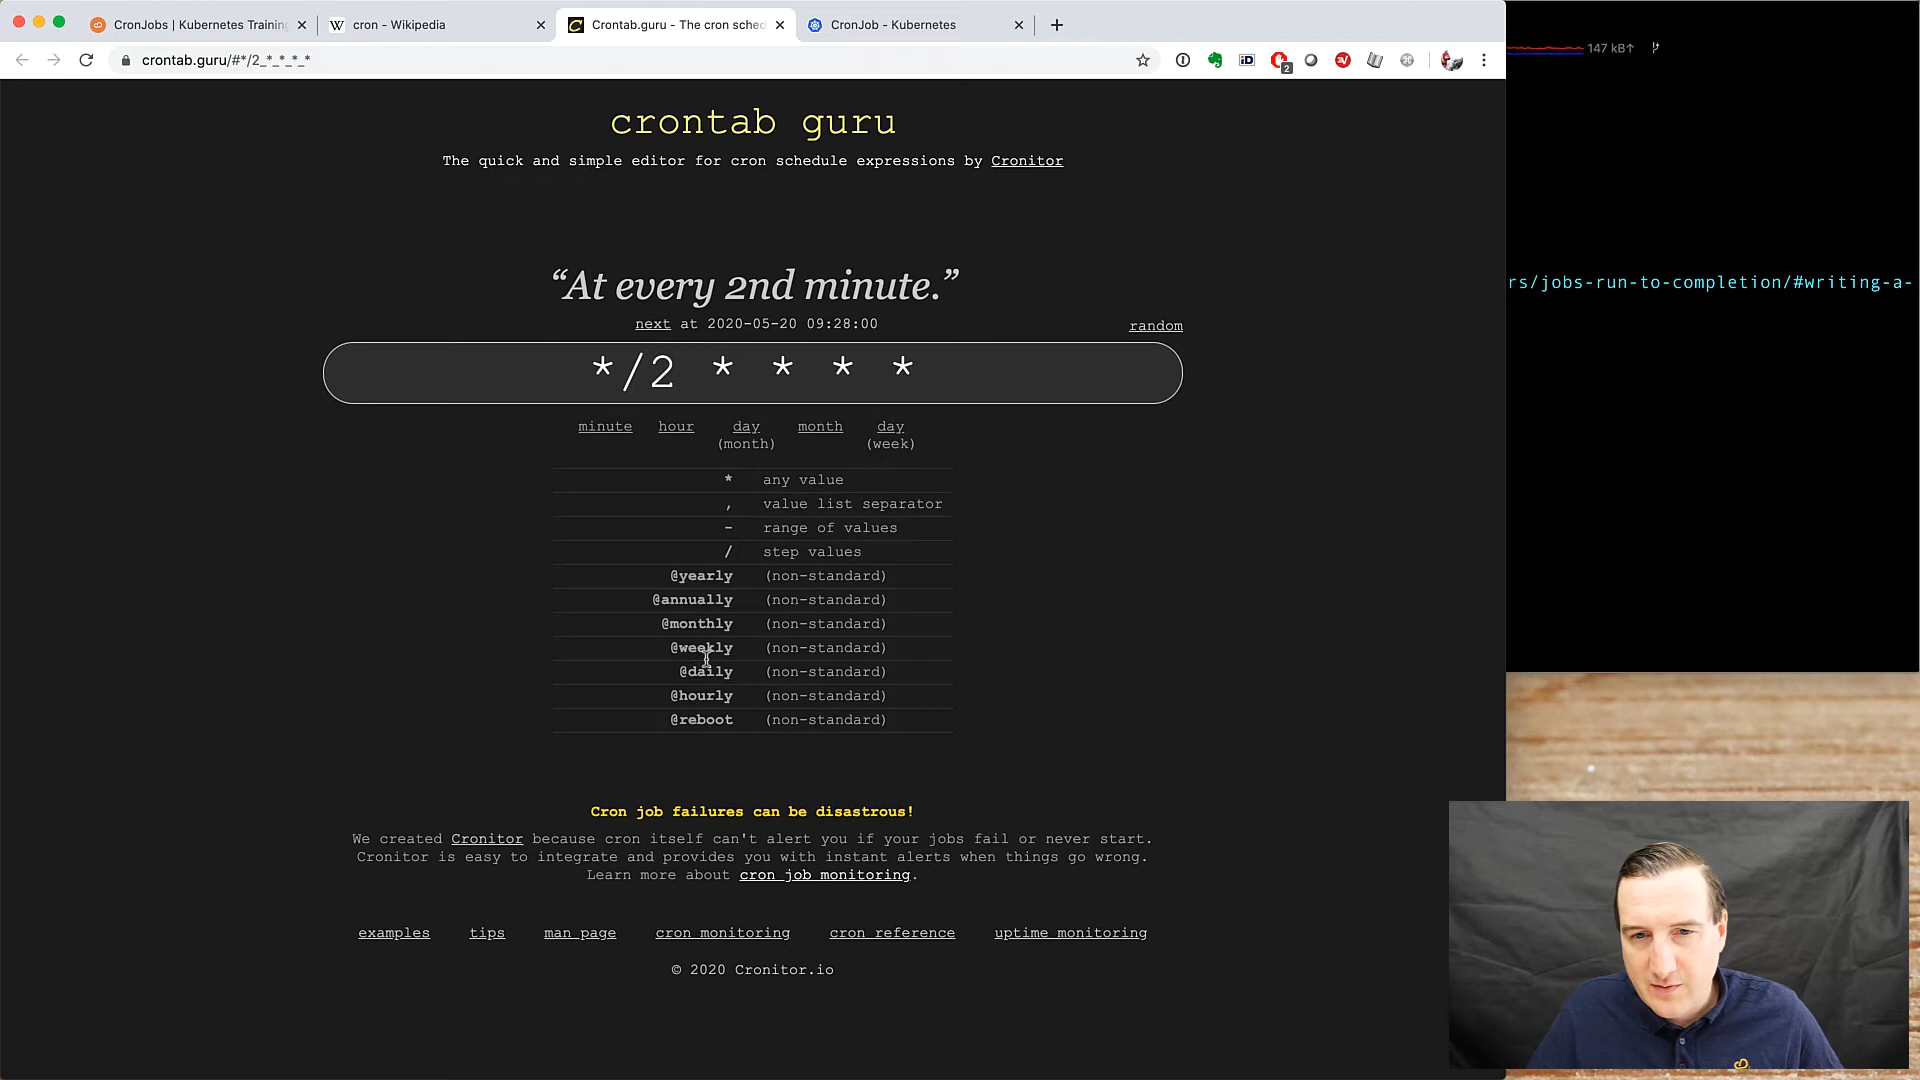 CronJobs | Kubernetes Training
cron - Wikipedia
Crontab.guru - The cron sched
CronJob - Kubernetes
crontab.guru/#*/2_*_*_*_*
2
147 kB↑
crontab guru
The quick and simple editor for cron schedule expressions by Cronitor
rs/jobs-run-to-completion/#writing-a-
“At every 2nd minute.”
next at 2020-05-20 09:28:00
random
*/2 * * * *
minute hour day (month) month day (week)
* any value
, value list separator
- range of values
/ step values
@yearly (non-standard)
@annually (non-standard)
@monthly (non-standard)
@weekly (non-standard)
@daily (non-standard)
@hourly (non-standard)
@reboot (non-standard)
Cron job failures can be disastrous!
We created Cronitor because cron itself can't alert you if your jobs fail or never start.
Cronitor is easy to integrate and provides you with instant alerts when things go wrong.
Learn more about cron job monitoring.
examples tips man page cron monitoring cron reference uptime monitoring
© 2020 Cronitor.io